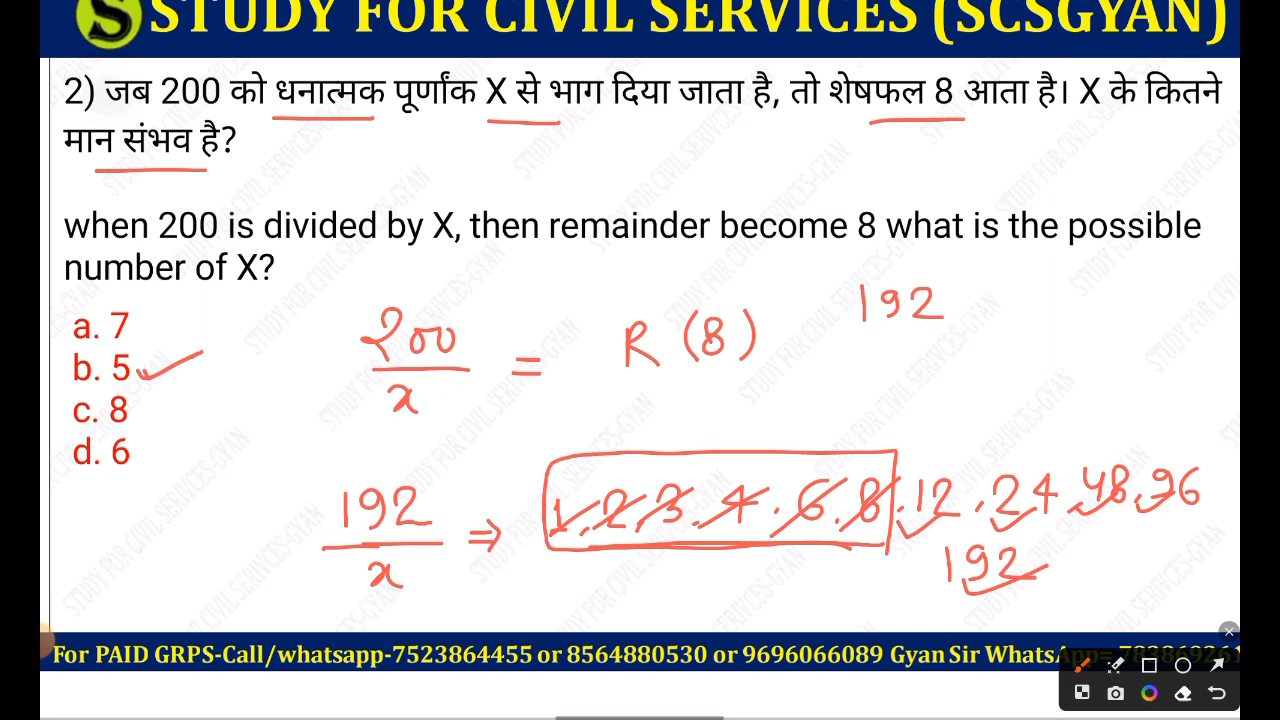 STUDY FOR CIVIL SERVICES (SCSGYAN)
2) जब 200 को धनात्मक पूर्णांक X से भाग दिया जाता है, तो शेषफल 8 आता है। X के कितने
मान संभव है?
when 200 is divided by X, then remainder become 8 what is the possible
number of X?
a. 7
b. 5
c. 8
d. 6
192
200
x
= R (8)
192
x
⇒ 1, 2, 3, 4, 6, 8, 12, 24, 48, 96
192
For PAID GRPS-Call/whatsapp-7523864455 or 8564880530 or 9696066089 Gyan Sir WhatsApp=